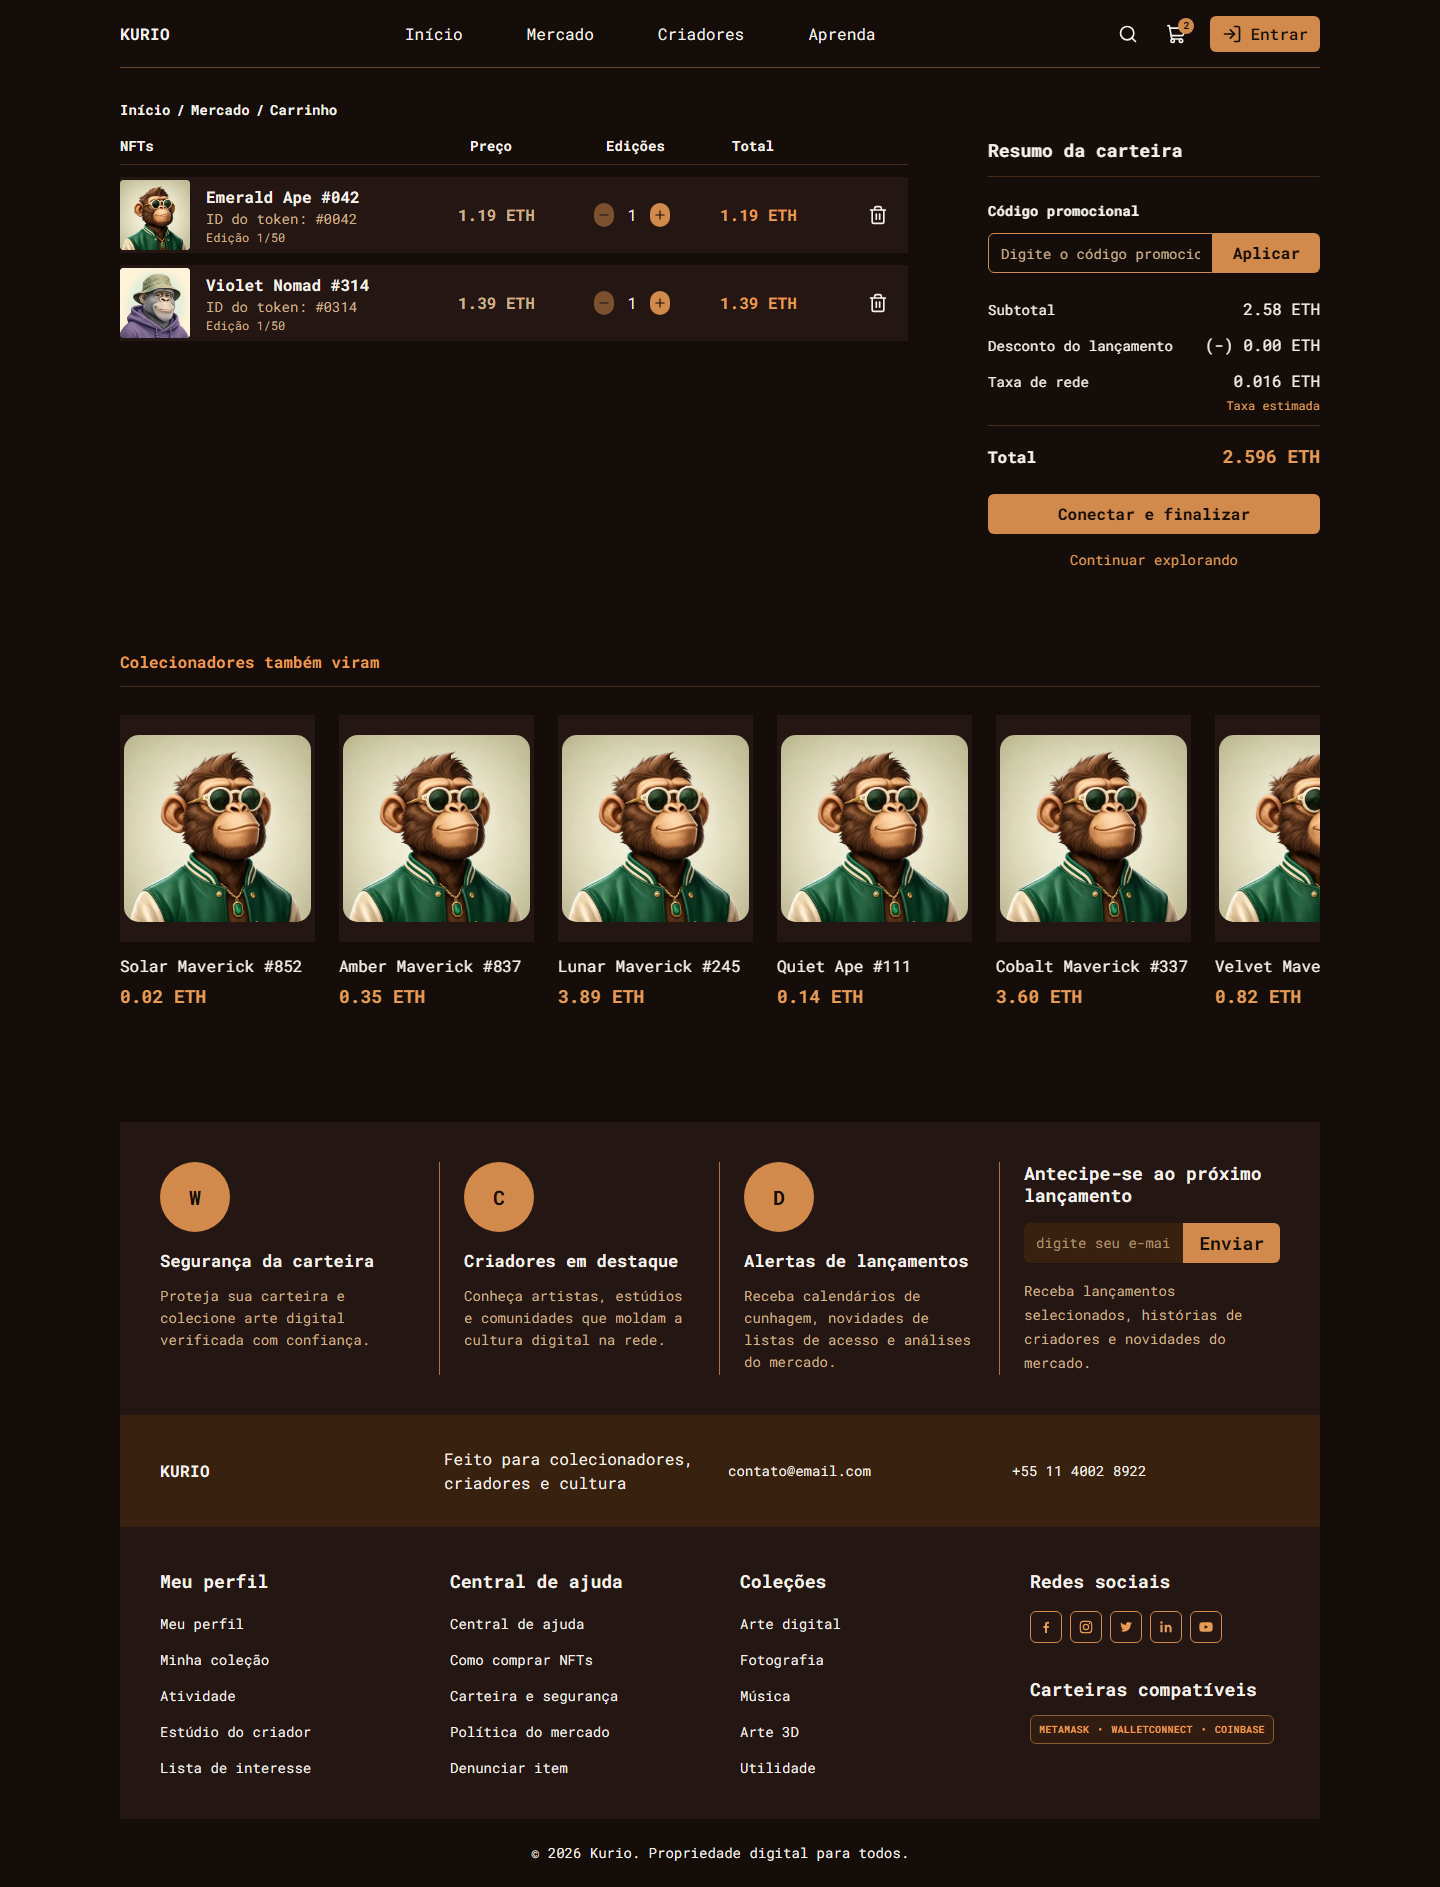 KURIO
Início
Mercado
Criadores
Aprenda
2
Entrar
Início / Mercado / Carrinho
NFTs
Preço
Edições
Total
Emerald Ape #042
ID do token: #0042
Edição 1/50
1.19 ETH
1
1.19 ETH
Violet Nomad #314
ID do token: #0314
Edição 1/50
1.39 ETH
1
1.39 ETH
Resumo da carteira
Código promocional
Digite o código promocic
Aplicar
Subtotal
2.58 ETH
Desconto do lançamento
(-) 0.00 ETH
Taxa de rede
0.016 ETH
Taxa estimada
Total
2.596 ETH
Conectar e finalizar
Continuar explorando
Colecionadores também viram
Solar Maverick #852
0.02 ETH
Amber Maverick #837
0.35 ETH
Lunar Maverick #245
3.89 ETH
Quiet Ape #111
0.14 ETH
Cobalt Maverick #337
3.60 ETH
Velvet Mave
0.82 ETH
W
Segurança da carteira
Proteja sua carteira e
colecione arte digital
verificada com confiança.
C
Criadores em destaque
Conheça artistas, estúdios
e comunidades que moldam a
cultura digital na rede.
D
Alertas de lançamentos
Receba calendários de
cunhagem, novidades de
listas de acesso e análises
do mercado.
Antecipe-se ao próximo
lançamento
digite seu e-mai
Enviar
Receba lançamentos
selecionados, histórias de
criadores e novidades do
mercado.
KURIO
Feito para colecionadores,
criadores e cultura
contato@email.com
+55 11 4002 8922
Meu perfil
Meu perfil
Minha coleção
Atividade
Estúdio do criador
Lista de interesse
Central de ajuda
Central de ajuda
Como comprar NFTs
Carteira e segurança
Política do mercado
Denunciar item
Coleções
Arte digital
Fotografia
Música
Arte 3D
Utilidade
Redes sociais
Carteiras compatíveis
METAMASK • WALLETCONNECT • COINBASE
© 2026 Kurio. Propriedade digital para todos.